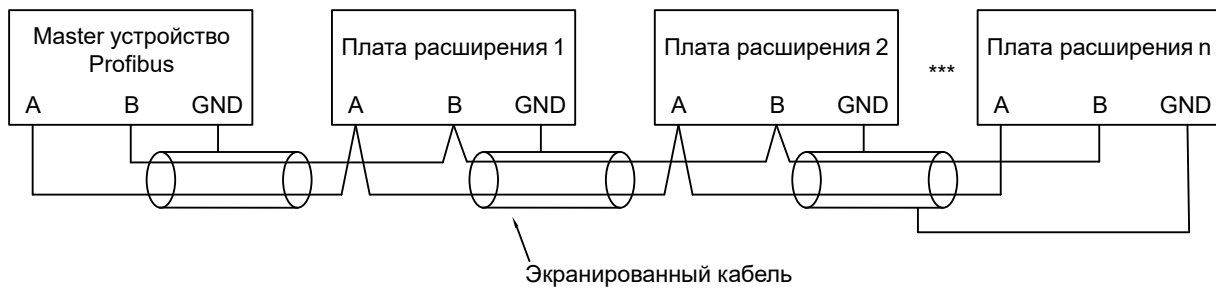 Master устройство
Profibus
A B GND
Плата расширения 1
A B GND
Плата расширения 2
A B GND
***
Плата расширения n
A B GND
Экранированный кабель